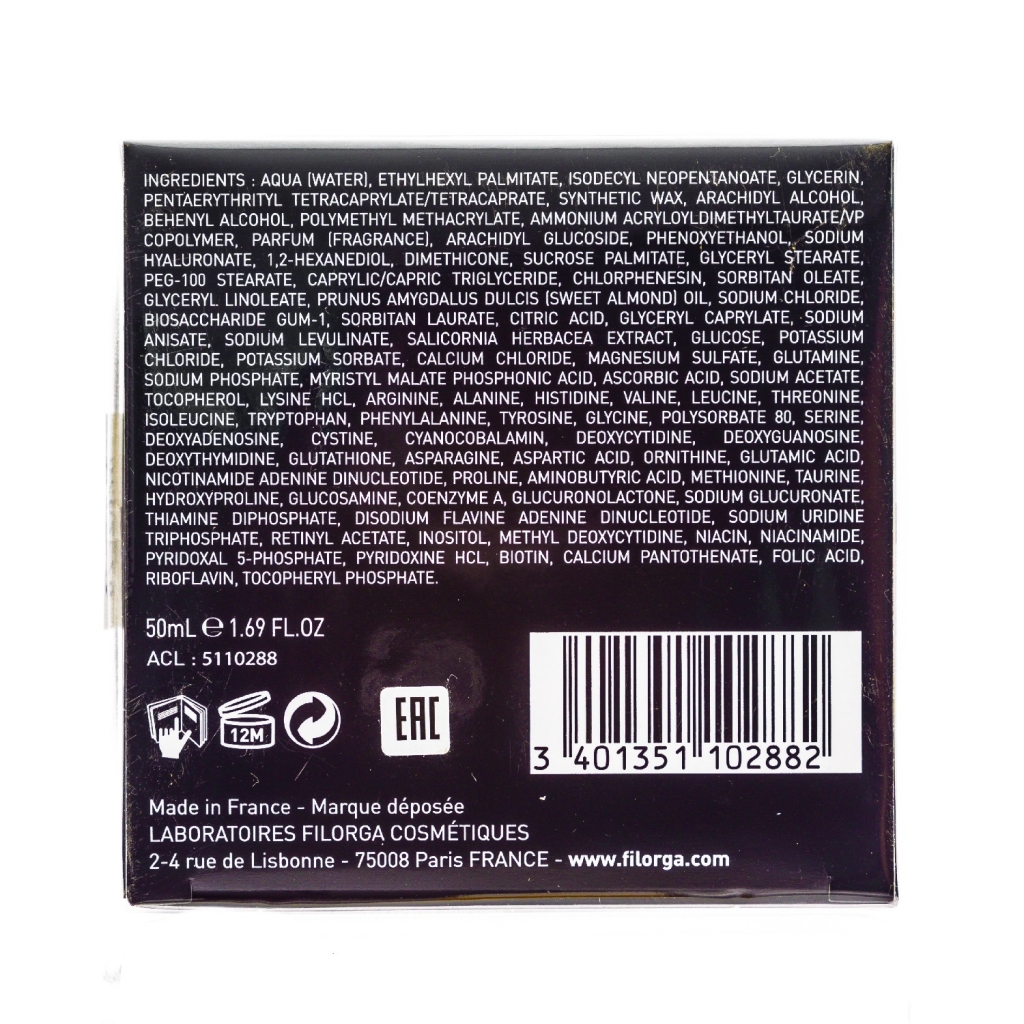 INGREDIENTS : AQUA (WATER), ETHYLHEXYL PALMITATE, ISODECYL NEOPENTANOATE, GLYCERIN,
PENTAERYTHRITYL TETRACAPRYLATE/TETRACAPRATE, SYNTHETIC WAX, ARACHIDYL ALCOHOL,
BEHENYL ALCOHOL, POLYMETHYL METHACRYLATE, AMMONIUM ACRYLOYLDIMETHYLTAURATE/VP
COPOLYMER, PARFUM (FRAGRANCE), ARACHIDYL GLUCOSIDE, PHENOXYETHANOL, SODIUM
HYALURONATE, 1,2-HEXANEDIOL, DIMETHICONE, SUCROSE PALMITATE, GLYCERYL STEARATE,
PEG-100 STEARATE, CAPRYLIC/CAPRIC TRIGLYCERIDE, CHLORPHENESIN, SORBITAN OLEATE,
GLYCERYL LINOLEATE, PRUNUS AMYGDALUS DULCIS (SWEET ALMOND) OIL, SODIUM CHLORIDE,
BIOSACCHARIDE GUM-1, SORBITAN LAURATE, CITRIC ACID, GLYCERYL CAPRYLATE, SODIUM
ANISATE, SODIUM LEVULINATE, SALICORNIA HERBACEA EXTRACT, GLUCOSE, POTASSIUM
CHLORIDE, POTASSIUM SORBATE, CALCIUM CHLORIDE, MAGNESIUM SULFATE, GLUTAMINE,
SODIUM PHOSPHATE, MYRISTYL MALATE PHOSPHONIC ACID, ASCORBIC ACID, SODIUM ACETATE,
TOCOPHEROL, LYSINE HCL, ARGININE, ALANINE, HISTIDINE, VALINE, LEUCINE, THREONINE,
ISOLEUCINE, TRYPTOPHAN, PHENYLALANINE, TYROSINE, GLYCINE, POLYSORBATE 80, SERINE,
DEOXYADENOSINE, CYSTINE, CYANOCOBALAMIN, DEOXYCYTIDINE, DEOXYGUANOSINE,
DEOXYTHYMIDINE, GLUTATHIONE, ASPARAGINE, ASPARTIC ACID, ORNITHINE, GLUTAMIC ACID,
NICOTINAMIDE ADENINE DINUCLEOTIDE, PROLINE, AMINOBUTYRIC ACID, METHIONINE, TAURINE,
HYDROXYPROLINE, GLUCOSAMINE, COENZYME A, GLUCURONOLACTONE, SODIUM GLUCURONATE,
THIAMINE DIPHOSPHATE, DISODIUM FLAVINE ADENINE DINUCLEOTIDE, SODIUM URIDINE
TRIPHOSPHATE, RETINYL ACETATE, INOSITOL, METHYL DEOXYCYTIDINE, NIACIN, NIACINAMIDE,
PYRIDOXAL 5-PHOSPHATE, PYRIDOXINE HCL, BIOTIN, CALCIUM PANTOTHENATE, FOLIC ACID,
RIBOFLAVIN, TOCOPHERYL PHOSPHATE.
50mL ℮ 1.69 FL.OZ
ACL : 5110288
12M
EAC
3 401351 102882
Made in France - Marque déposée
LABORATOIRES FILORGA COSMÉTIQUES
2-4 rue de Lisbonne - 75008 Paris FRANCE - www.filorga.com